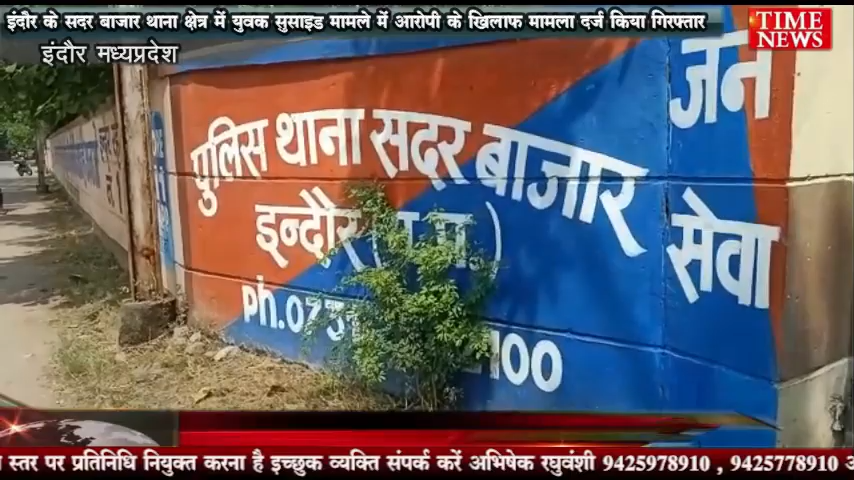 इंदौर के सदर बाजार थाना क्षेत्र में युवक सुसाइड मामले में आरोपी के खिलाफ मामला दर्ज किया गिरफ्तार
इंदौर मध्यप्रदेश
TIME
NEWS
पुलिस थाना सदर बाजार
इन्दौर (म.प्र.)
Ph.0731
100
जन
सेवा
स्तर पर प्रतिनिधि नियुक्त करना है इच्छुक व्यक्ति संपर्क करें अभिषेक रघुवंशी 9425978910 , 9425778910